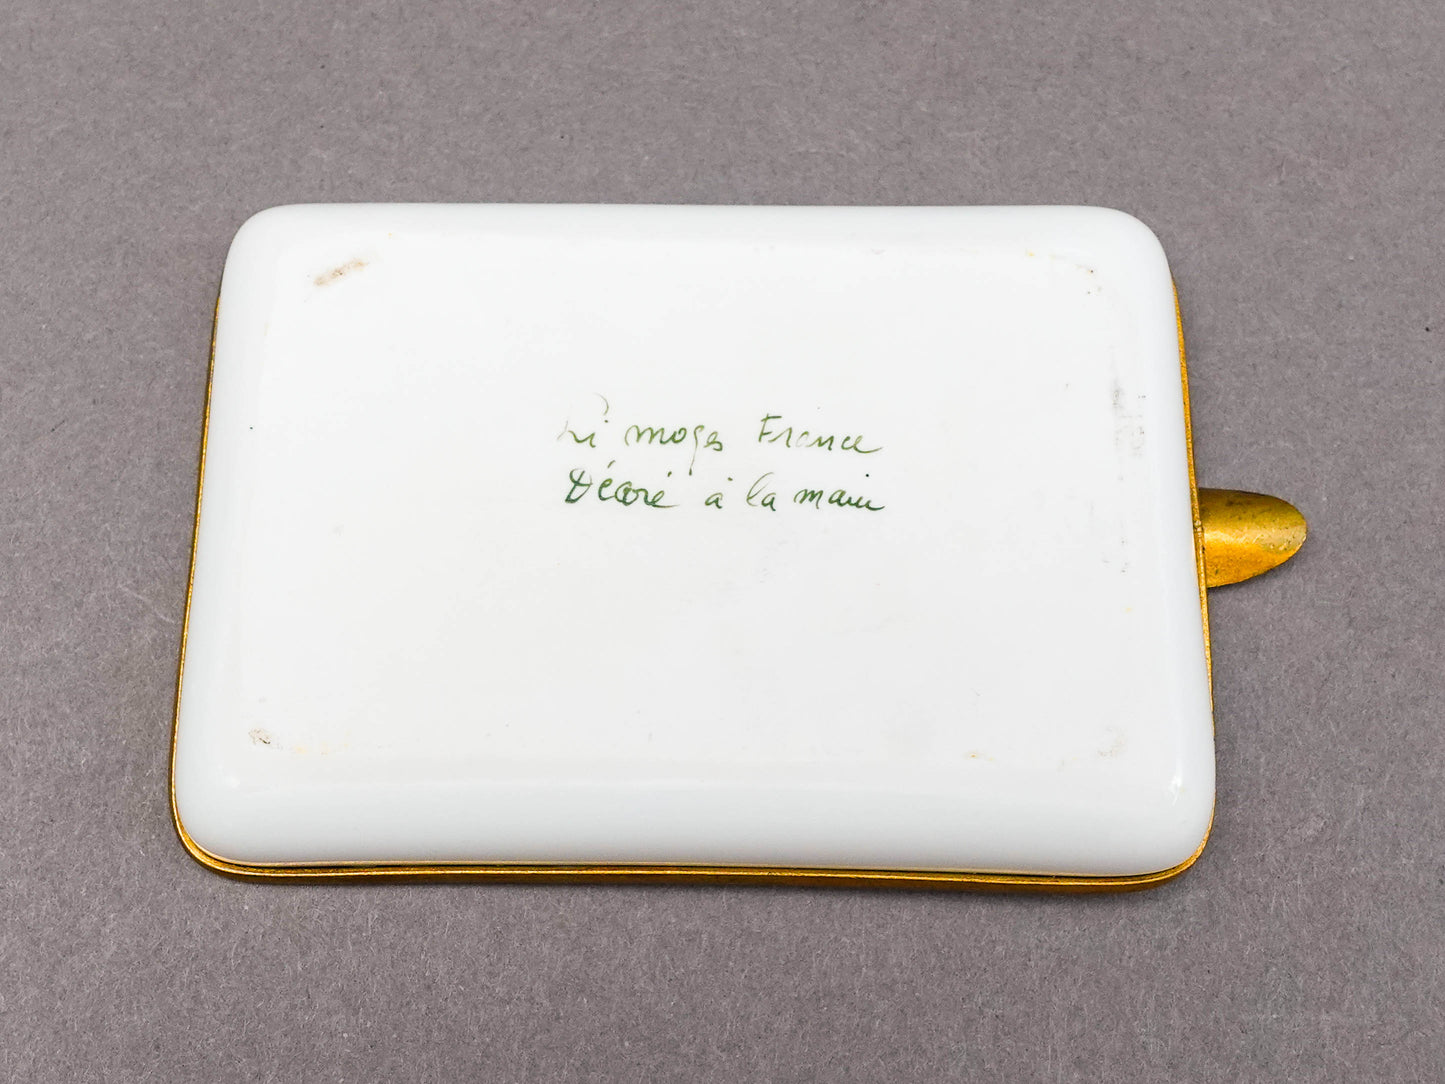 Limoges France
Décoré à la main